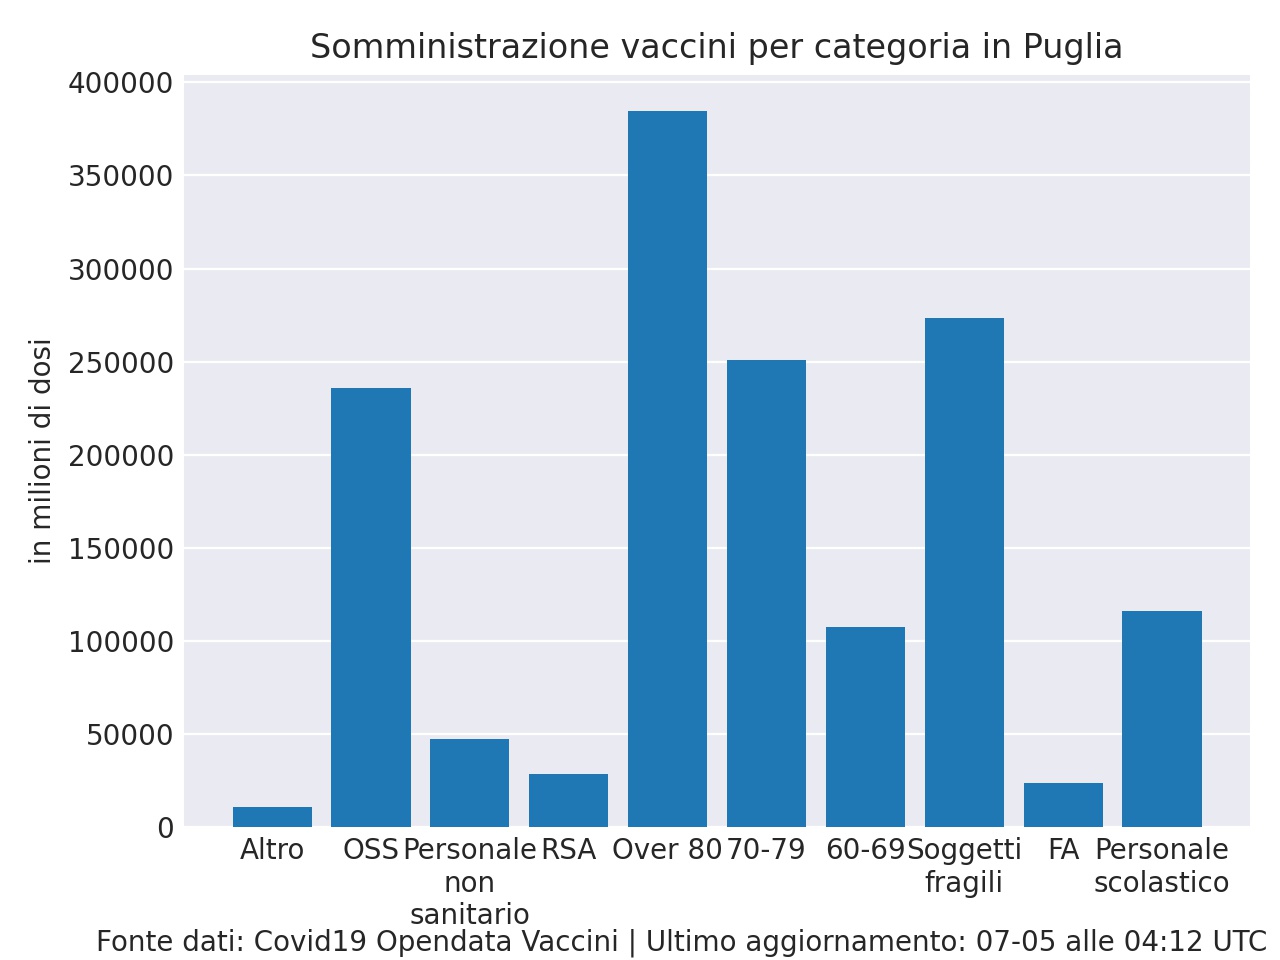 Somministrazione vaccini per categoria in Puglia
400000
350000
300000
250000
200000
150000
100000
50000
0
in milioni di dosi
Altro
OSS
Personale
non
sanitario
RSA
Over 80
70-79
60-69
Soggetti
fragili
FA
Personale
scolastico
Fonte dati: Covid19 Opendata Vaccini | Ultimo aggiornamento: 07-05 alle 04:12 UTC